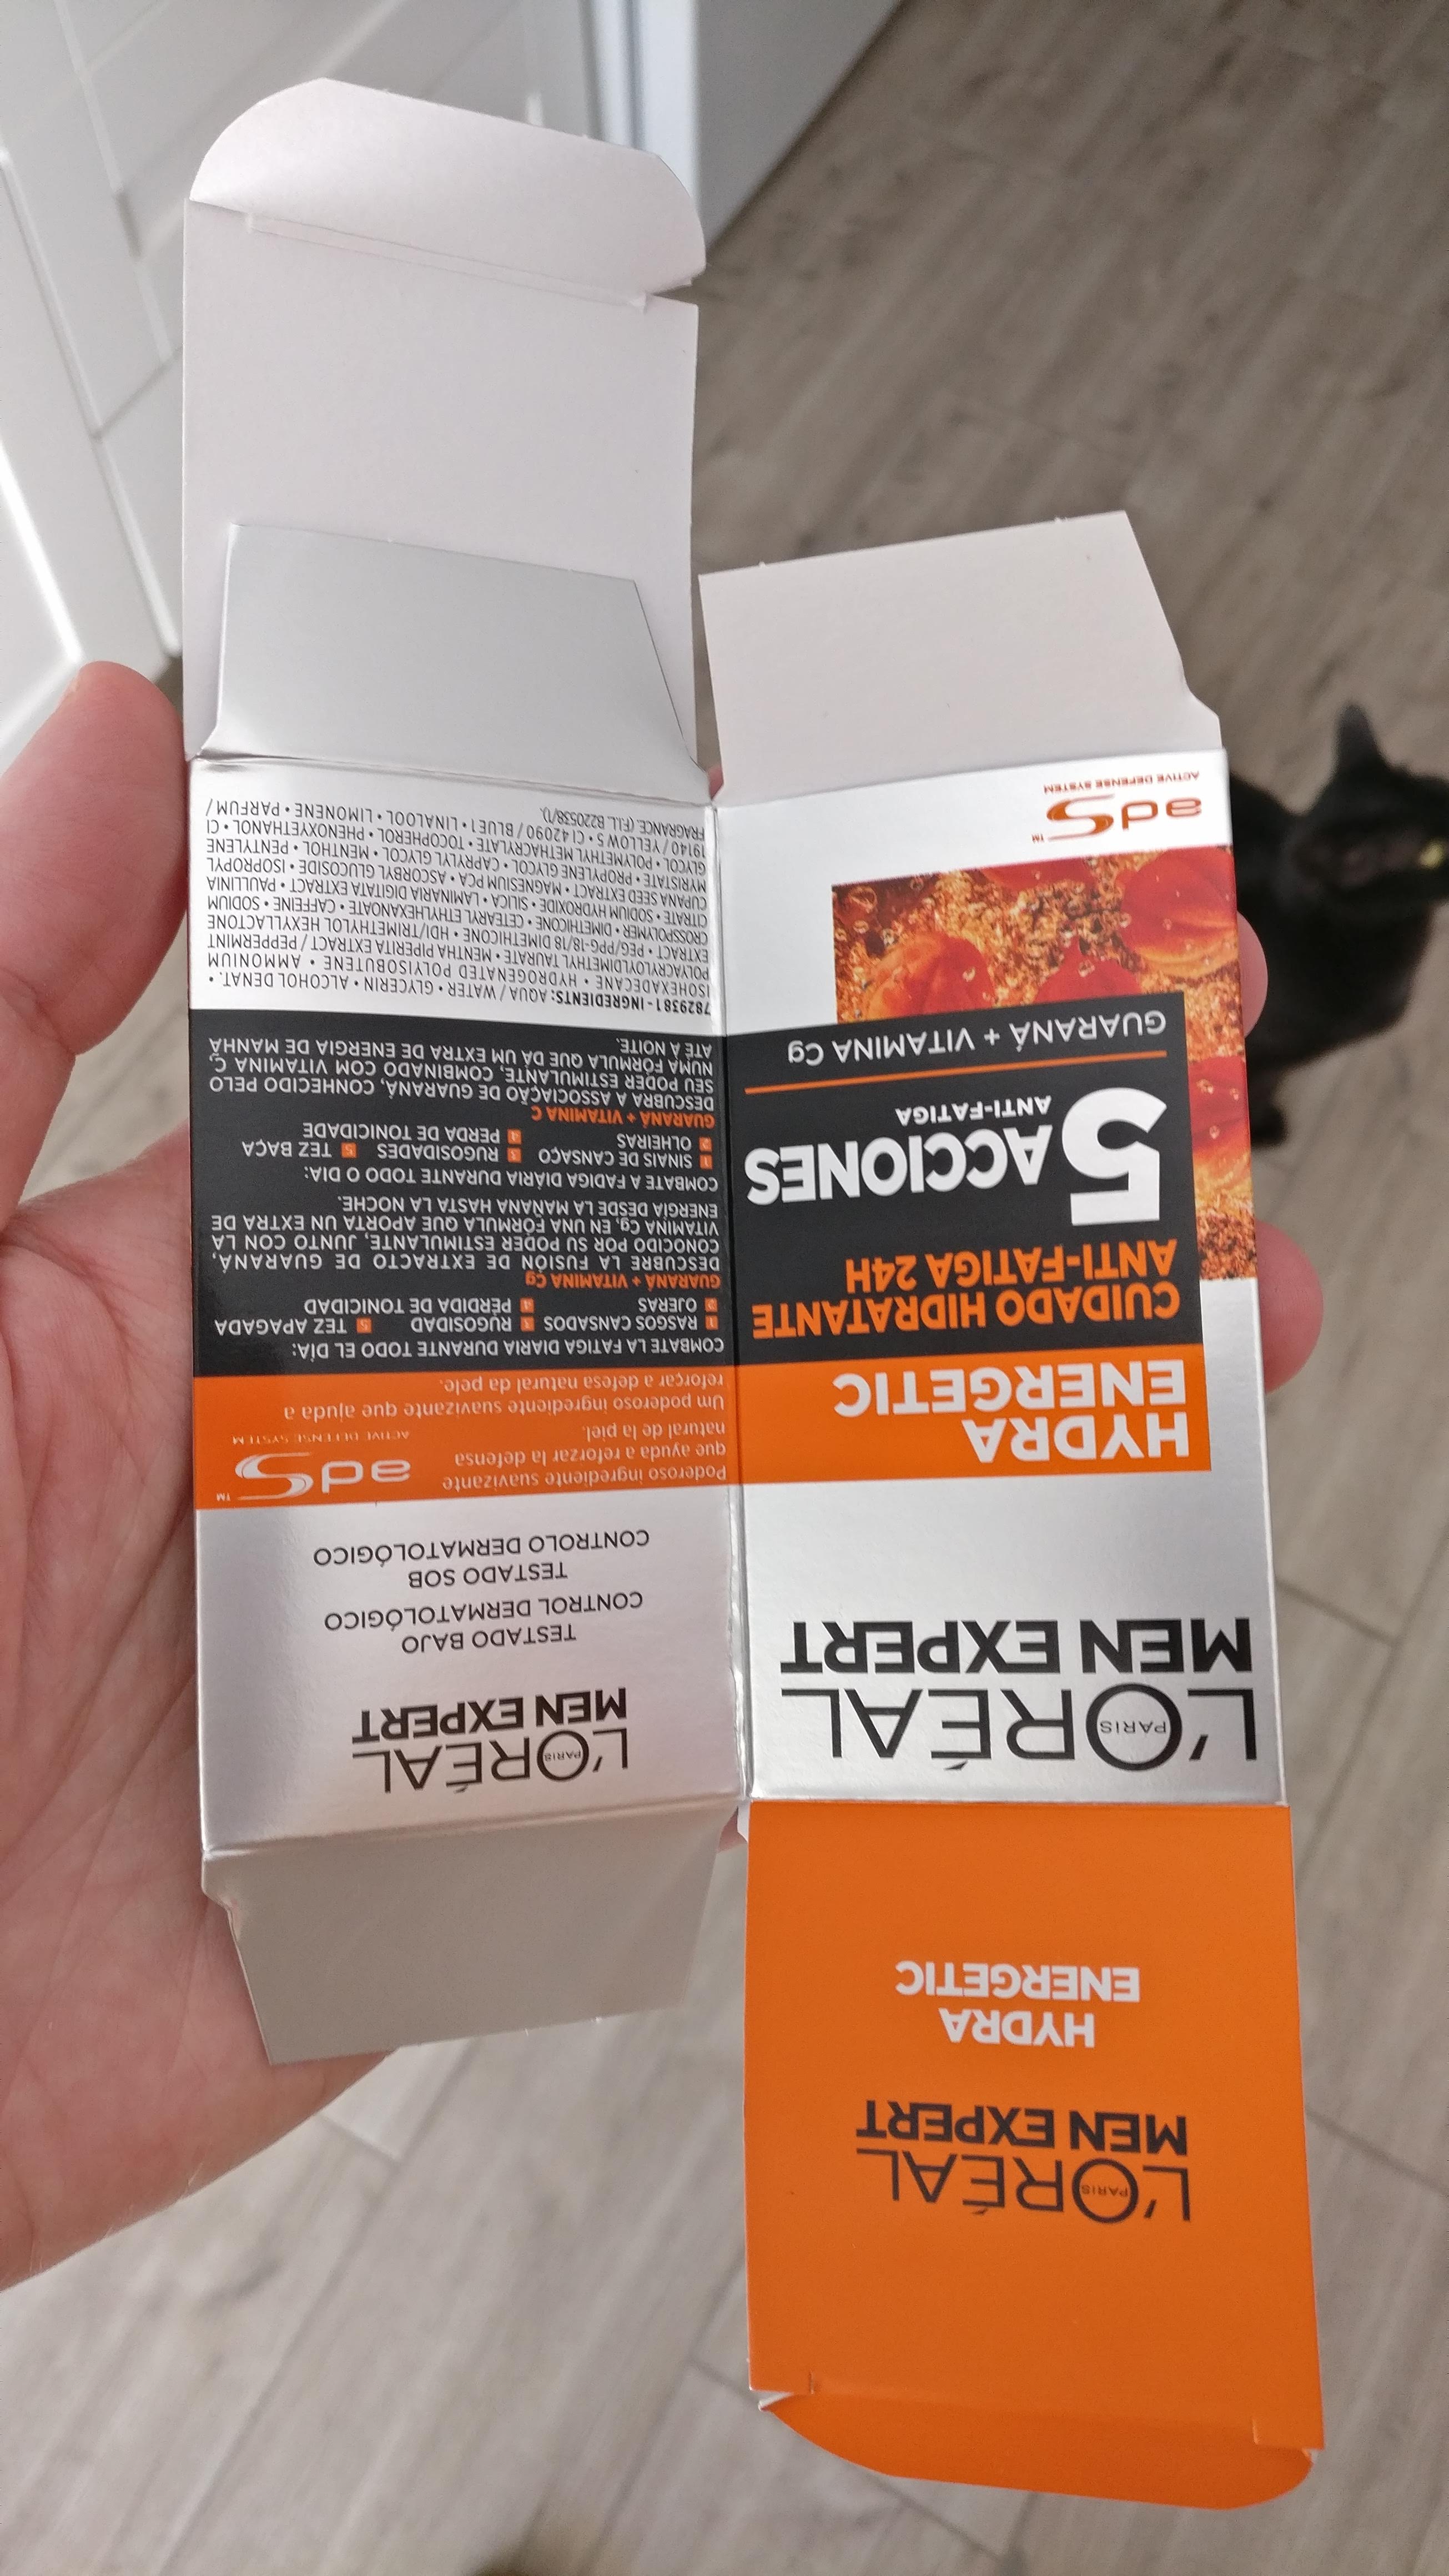 L'ORÉAL
PARIS
MEN EXPERT
HYDRA
ENERGETIC
L'ORÉAL
PARIS
MEN EXPERT
HYDRA
ENERGETIC
CUIDADO HIDRATANTE
ANTI-FATIGA 24H
5 ACCIONES
ANTI-FATIGA
GUARANÁ + VITAMINA Cg
adS™
ACTIVE DEFENSE SYSTEM
L'ORÉAL
PARIS
MEN EXPERT
TESTADO BAJO
CONTROL DERMATOLÓGICO
TESTADO SOB
CONTROLO DERMATOLÓGICO
Poderoso ingrediente suavizante
que ayuda a reforzar la defensa
natural de la piel.
adS™
ACTIVE DEFENSE SYSTEM
Um poderoso ingrediente suavizante que ajuda a
reforçar a defesa natural da pele.
COMBATE LA FATIGA DIARIA DURANTE TODO EL DÍA:
1 RASGOS CANSADOS 3 RUGOSIDAD 5 TEZ APAGADA
2 OJERAS 4 PÉRDIDA DE TONICIDAD
GUARANÁ + VITAMINA Cg
DESCUBRE LA FUSIÓN DE EXTRACTO DE GUARANÁ,
CONOCIDO POR SU PODER ESTIMULANTE, JUNTO CON LA
VITAMINA Cg, EN UNA FÓRMULA QUE APORTA UN EXTRA DE
ENERGÍA DESDE LA MAÑANA HASTA LA NOCHE.
COMBATE A FADIGA DIÁRIA DURANTE TODO O DIA:
1 SINAIS DE CANSAÇO 3 RUGOSIDADES 5 TEZ BAÇA
2 OLHEIRAS 4 PERDA DE TONICIDADE
GUARANÁ + VITAMINA C
DESCUBRA A ASSOCIAÇÃO DE GUARANÁ, CONHECIDO PELO
SEU PODER ESTIMULANTE, COMBINADO COM VITAMINA C,
NUMA FÓRMULA QUE DÁ UM EXTRA DE ENERGIA DE MANHÃ
ATÉ À NOITE.
7829381 - INGREDIENTS: AQUA / WATER • GLYCERIN • ALCOHOL DENAT. •
ISOHEXADECANE • HYDROGENATED POLYISOBUTENE • AMMONIUM
POLYACRYLOYLDIMETHYL TAURATE • MENTHA PIPERITA EXTRACT / PEPPERMINT
EXTRACT • PEG/PPG-18/18 DIMETHICONE • HDI/TRIMETHYLOL HEXYLLACTONE
CROSSPOLYMER • DIMETHICONE • CETEARYL ETHYLHEXANOATE • CAFFEINE • SODIUM
CITRATE • SODIUM HYDROXIDE • SILICA • LAMINARIA DIGITATA EXTRACT • PAULLINIA
CUPANA SEED EXTRACT • MAGNESIUM PCA • ASCORBYL GLUCOSIDE • ISOPROPYL
MYRISTATE • PROPYLENE GLYCOL • CAPRYLYL GLYCOL • MENTHOL • PENTYLENE
GLYCOL • POLYMETHYL METHACRYLATE • TOCOPHEROL • PHENOXYETHANOL • CI
19140 / YELLOW 5 • CI 42090 / BLUE 1 • LINALOOL • LIMONENE • PARFUM /
FRAGRANCE. (F.I.L. B220538/1).